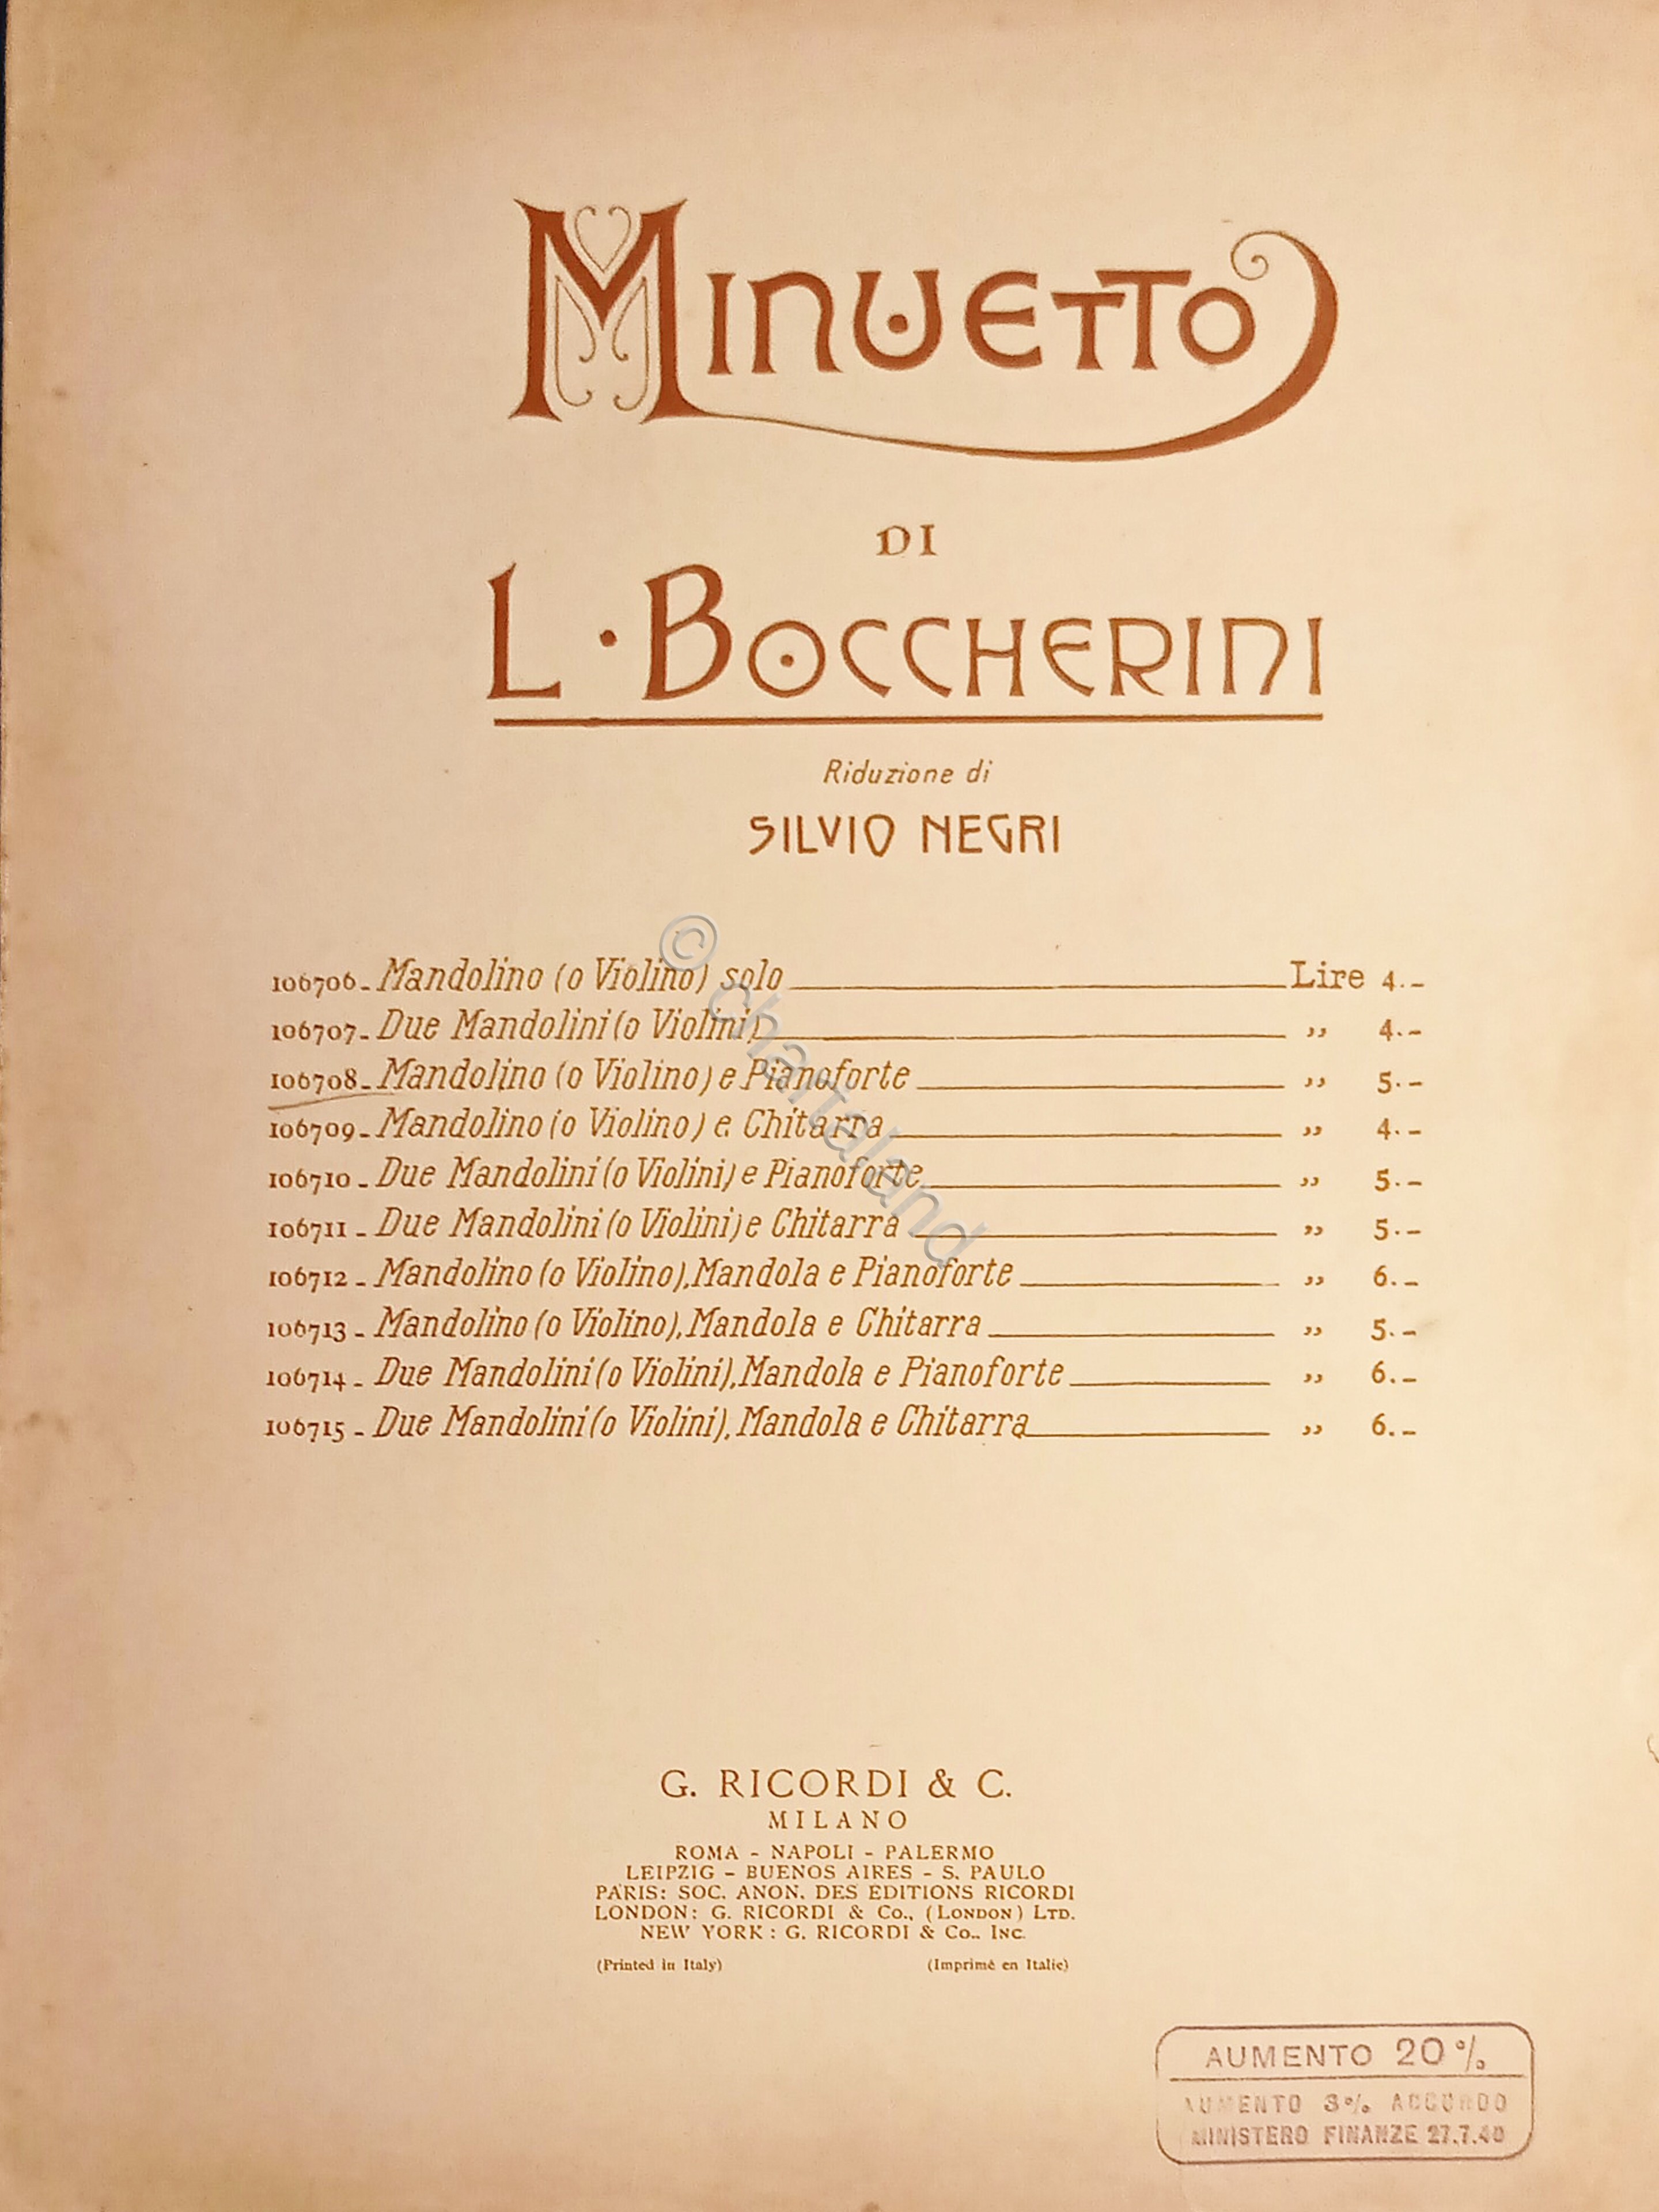 MINUETTO
DI
L. BOCCHERINI
Riduzione di
SILVIO NEGRI
106706 - Mandolino (o Violino) solo Lire 4.-
106707 - Due Mandolini (o Violini) ,, 4.-
106708 - Mandolino (o Violino) e Pianoforte ,, 5.-
106709 - Mandolino (o Violino) e Chitarra ,, 4.-
106710 - Due Mandolini (o Violini) e Pianoforte ,, 5.-
106711 - Due Mandolini (o Violini) e Chitarra ,, 5.-
106712 - Mandolino (o Violino), Mandola e Pianoforte ,, 6.-
106713 - Mandolino (o Violino), Mandola e Chitarra ,, 5.-
106714 - Due Mandolini (o Violini), Mandola e Pianoforte ,, 6.-
106715 - Due Mandolini (o Violini), Mandola e Chitarra ,, 6.-
© chartaland
G. RICORDI & C.
MILANO
ROMA - NAPOLI - PALERMO
LEIPZIG - BUENOS AIRES - S. PAULO
PARIS: SOC. ANON. DES EDITIONS RICORDI
LONDON: G. RICORDI & Co., (LONDON) LTD.
NEW YORK: G. RICORDI & Co., INC.
(Printed in Italy) (Imprimé en Italie)
AUMENTO 20%
AUMENTO 3% ACCORDO
MINISTERO FINANZE 27.7.40